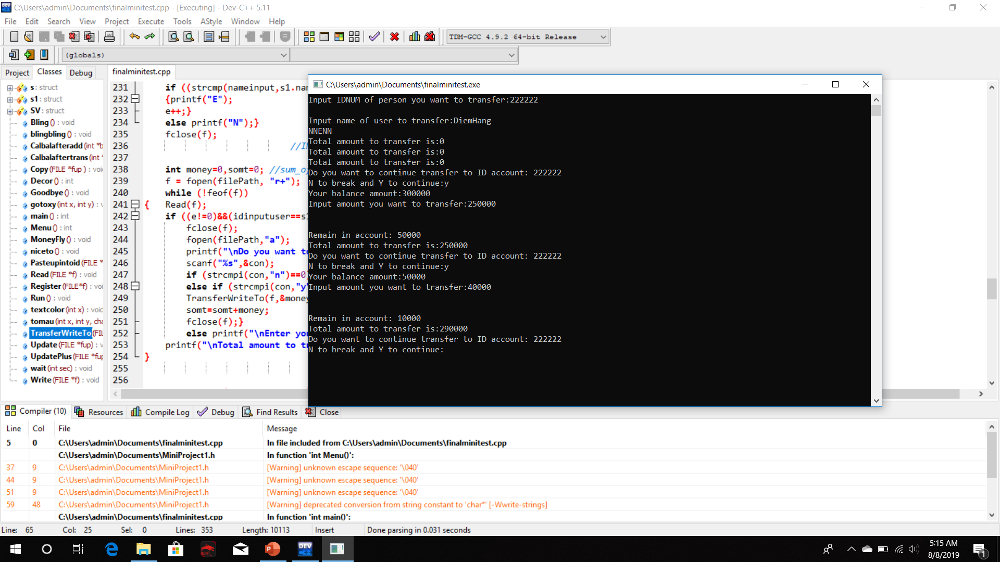 C:\Users\admin\Documents\finalminitest.cpp - [Executing] - Dev-C++ 5.11
File Edit Search View Project Execute Tools AStyle Window Help
TDM-GCC 4.9.2 64-bit Release
(globals)
Project Classes Debug
finalminitest.cpp
s : struct
s1 : struct
SV : struct
Bling () : void
blingbling () : void
Calbalafteradd (int *b
Calbalaftertrans (int *
Copy (FILE *fup ) : voi
Decor () : int
Goodbye () : void
gotoxy (int x, int y) : v
main () : int
Menu () : int
MoneyFly () : void
niceto () : void
Pasteupintoid (FILE *
Read (FILE *f) : void
Register (FILE*f) : voi
Run () : void
textcolor (int x) : voic
tomau (int x, int y, cha
TransferWriteTo (FIL
Update (FILE *fup) : v
UpdatePlus (FILE *fup
wait (int sec) : void
Write (FILE *f) : void
231 if ((strcmp(nameinput,s1.nam
232 {printf("E");
233 e++;}
234 else printf("N");}
235 fclose(f);
236 //I
237
238 int money=0,somt=0; //sum_o
239 f = fopen(filePath, "r+");
240 while (!feof(f))
241 { Read(f);
242 if ((e!=0)&&(idinputuser==s1
243 fclose(f);
244 fopen(filePath,"a");
245 printf("\nDo you want to
246 scanf("%s",&con);
247 if (strcmpi(con,"n")==0
248 else if (strcmpi(con,"y"
249 TransferWriteTo(f,&money
250 somt=somt+money;
251 fclose(f);}
252 else printf("\nEnter you
253 printf("\nTotal amount to tr
254 }
255
256
C:\Users\admin\Documents\finalminitest.exe
Input IDNUM of person you want to transfer:222222
Input name of user to transfer:DiemHang
NNENN
Total amount to transfer is:0
Total amount to transfer is:0
Total amount to transfer is:0
Do you want to continue transfer to ID account: 222222
N to break and Y to continue:y
Your balance amount:300000
Input amount you want to transfer:250000
Remain in account: 50000
Total amount to transfer is:250000
Do you want to continue transfer to ID account: 222222
N to break and Y to continue:y
Your balance amount:50000
Input amount you want to transfer:40000
Remain in account: 10000
Total amount to transfer is:290000
Do you want to continue transfer to ID account: 222222
N to break and Y to continue:
Compiler (10) Resources Compile Log Debug Find Results Close
Line Col File Message
5 0 C:\Users\admin\Documents\finalminitest.cpp In file included from C:\Users\admin\Documents\finalminitest.cpp
C:\Users\admin\Documents\MiniProject1.h In function 'int Menu()':
37 9 C:\Users\admin\Documents\MiniProject1.h [Warning] unknown escape sequence: '\040'
44 9 C:\Users\admin\Documents\MiniProject1.h [Warning] unknown escape sequence: '\040'
51 9 C:\Users\admin\Documents\MiniProject1.h [Warning] unknown escape sequence: '\040'
59 48 C:\Users\admin\Documents\MiniProject1.h [Warning] deprecated conversion from string constant to 'char*' [-Wwrite-strings]
C:\Users\admin\Documents\finalminitest.cpp In function 'int main()':
Line: 65 Col: 25 Sel: 0 Lines: 353 Length: 10113 Insert Done parsing in 0.031 seconds
DEV C++
5:15 AM
8/8/2019
1